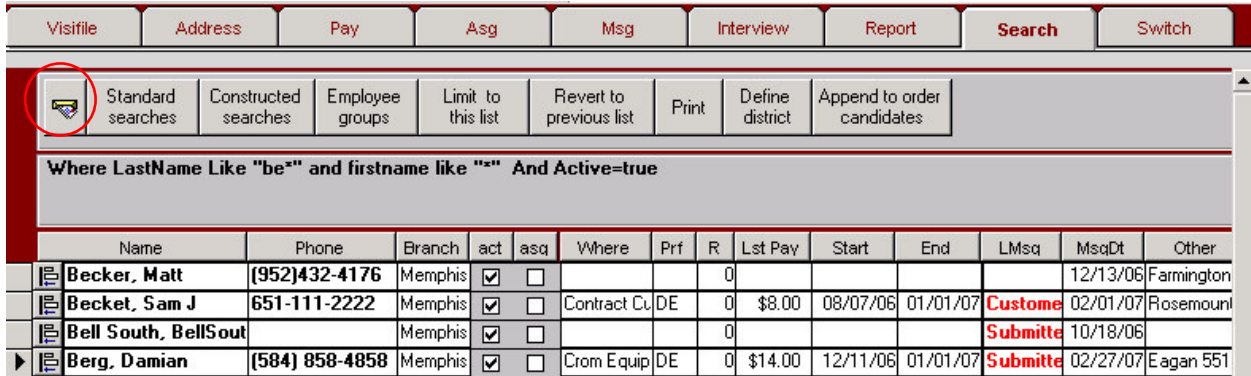 Visifile Address Pay Asg Msg Interview Report Search Switch
Standard searches Constructed searches Employee groups Limit to this list Revert to previous list Print Define district Append to order candidates
Where LastName Like "be*" and firstname like "*" And Active=true
Name Phone Branch act asg Where Prf R Lst Pay Start End LMsg MsgDt Other
Becker, Matt (952)432-4176 Memphis 0 12/13/06 Farmington
Becket, Sam J 651-111-2222 Memphis Contract Cu DE 0 $8.00 08/07/06 01/01/07 Custome 02/01/07 Rosemount
Bell South, BellSout Memphis 0 Submitte 10/18/06
Berg, Damian (584) 858-4858 Memphis Crom Equip DE 0 $14.00 12/11/06 01/01/07 Submitte 02/27/07 Eagan 551